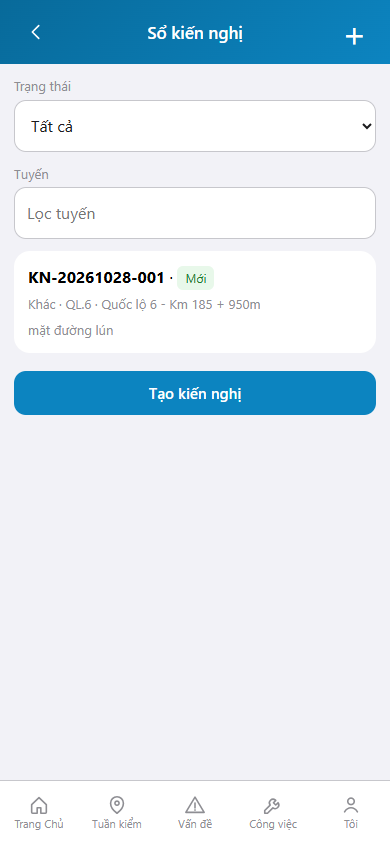 Sổ kiến nghị
Trạng thái
Tất cả
Tuyến
Lọc tuyến
KN-20261028-001 · Mới
Khác · QL.6 · Quốc lộ 6 - Km 185 + 950m
mặt đường lún
Tạo kiến nghị
Trang Chủ
Tuần kiểm
Vấn đề
Công việc
Tôi